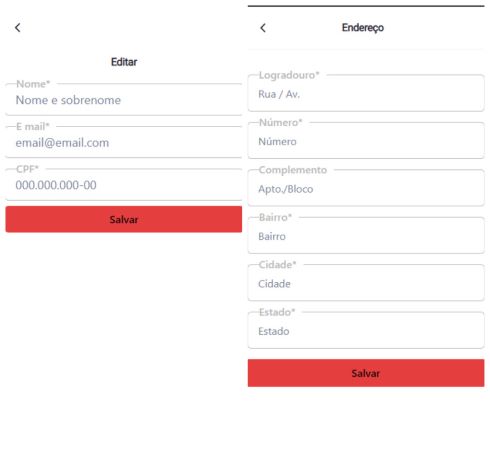 Editar
Nome*
Nome e sobrenome
E mail*
email@email.com
CPF*
000.000.000-00
Salvar
Endereço
Logradouro*
Rua / Av.
Número*
Número
Complemento
Apto./Bloco
Bairro*
Bairro
Cidade*
Cidade
Estado*
Estado
Salvar